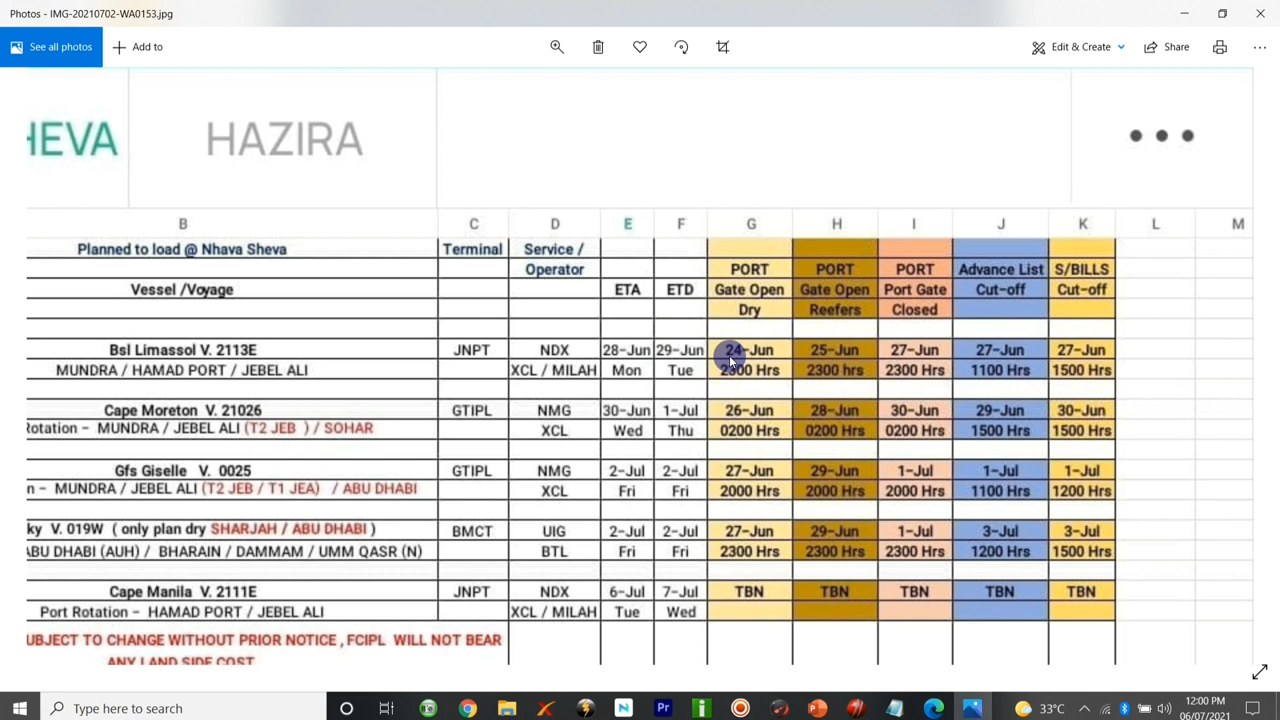 Photos - IMG-20210702-WA0153.jpg
See all photos Add to Edit & Create Share
HEVA HAZIRA
B C D E F G H I J K L M
Planned to load @ Nhava Sheva Terminal Service /
Operator PORT PORT PORT Advance List S/BILLS
Vessel /Voyage ETA ETD Gate Open Gate Open Port Gate Cut-off Cut-off
Dry Reefers Closed
Bsl Limassol V. 2113E JNPT NDX 28-Jun 29-Jun 24-Jun 25-Jun 27-Jun 27-Jun 27-Jun
MUNDRA / HAMAD PORT / JEBEL ALI XCL / MILAH Mon Tue 2300 Hrs 2300 hrs 2300 Hrs 1100 Hrs 1500 Hrs
Cape Moreton V. 21026 GTIPL NMG 30-Jun 1-Jul 26-Jun 28-Jun 30-Jun 29-Jun 30-Jun
Rotation - MUNDRA / JEBEL ALI (T2 JEB ) / SOHAR XCL Wed Thu 0200 Hrs 0200 Hrs 0200 Hrs 1500 Hrs 1500 Hrs
Gfs Giselle V. 0025 GTIPL NMG 2-Jul 2-Jul 27-Jun 29-Jun 1-Jul 1-Jul 1-Jul
n - MUNDRA / JEBEL ALI (T2 JEB / T1 JEA) / ABU DHABI XCL Fri Fri 2000 Hrs 2000 Hrs 2000 Hrs 1100 Hrs 1200 Hrs
ky V. 019W ( only plan dry SHARJAH / ABU DHABI ) BMCT UIG 2-Jul 2-Jul 27-Jun 29-Jun 1-Jul 3-Jul 3-Jul
ABU DHABI (AUH) / BHARAIN / DAMMAM / UMM QASR (N) BTL Fri Fri 2300 Hrs 2300 Hrs 2300 Hrs 1200 Hrs 1500 Hrs
Cape Manila V. 2111E JNPT NDX 6-Jul 7-Jul TBN TBN TBN TBN TBN
Port Rotation - HAMAD PORT / JEBEL ALI XCL / MILAH Tue Wed
UBJECT TO CHANGE WITHOUT PRIOR NOTICE , FCIPL WILL NOT BEAR
ANY LAND SIDE COST
Type here to search N Pr 33°C 12:00 PM
06/07/2021